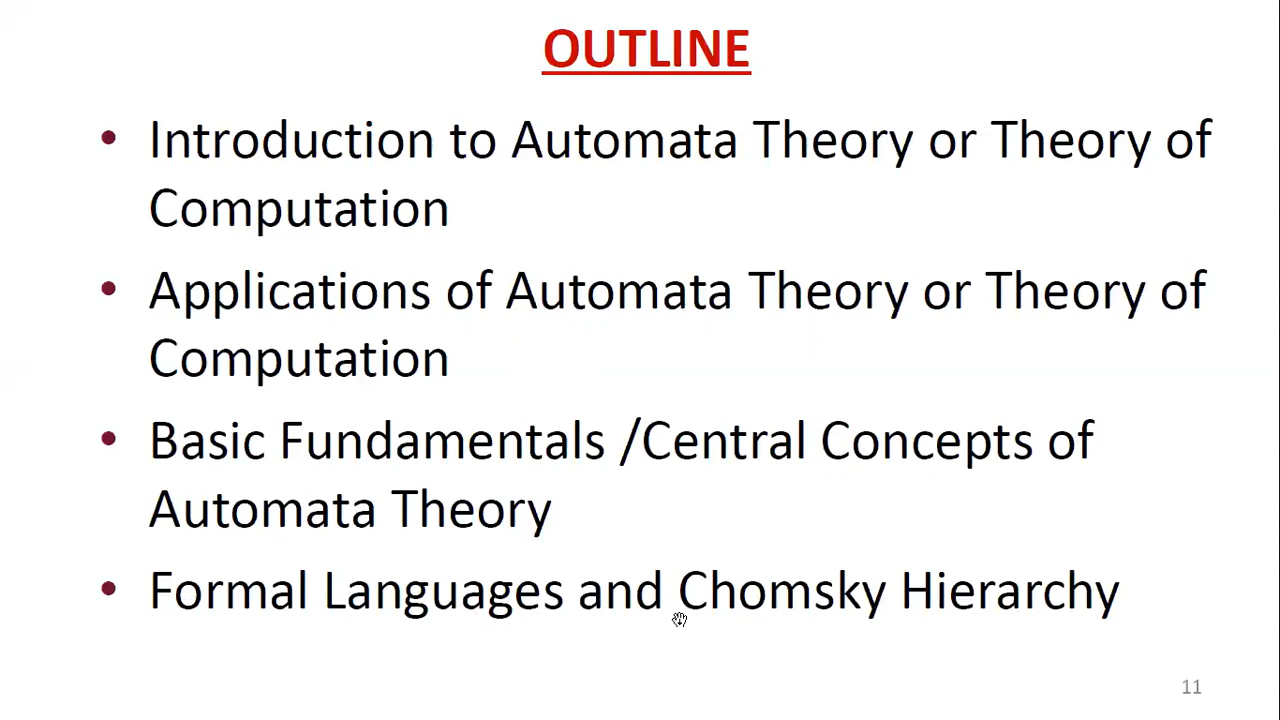 OUTLINE
• Introduction to Automata Theory or Theory of
Computation
• Applications of Automata Theory or Theory of
Computation
• Basic Fundamentals /Central Concepts of
Automata Theory
• Formal Languages and Chomsky Hierarchy
11